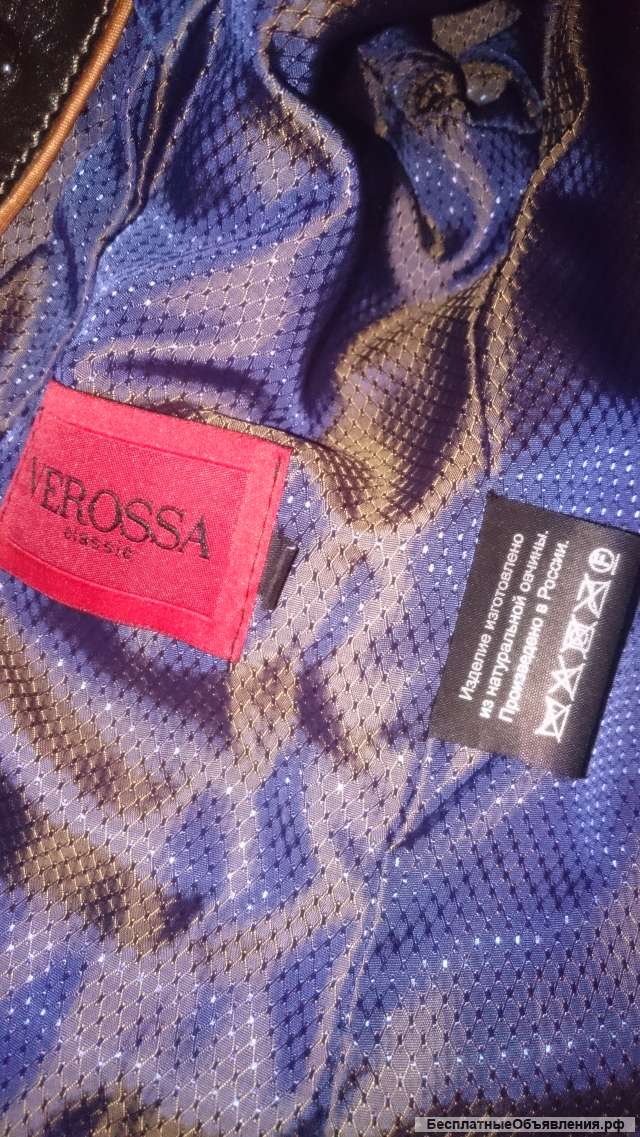 VEROSSA
classic
Изделие изготовлено
из натуральной овчины.
Произведено в России.
P
БесплатныеОбъявления.рф